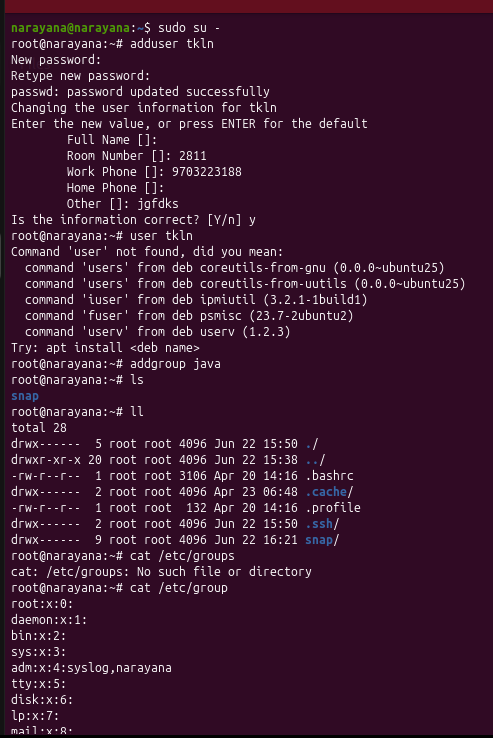 narayana@narayana:~$ sudo su -
root@narayana:~# adduser tkln
New password:
Retype new password:
passwd: password updated successfully
Changing the user information for tkln
Enter the new value, or press ENTER for the default
        Full Name []:
        Room Number []: 2811
        Work Phone []: 9703223188
        Home Phone []:
        Other []: jgfdks
Is the information correct? [Y/n] y
root@narayana:~# user tkln
Command 'user' not found, did you mean:
  command 'users' from deb coreutils-from-gnu (0.0.0~ubuntu25)
  command 'users' from deb coreutils-from-uutils (0.0.0~ubuntu25)
  command 'iuser' from deb ipmiutil (3.2.1-1build1)
  command 'fuser' from deb psmisc (23.7-2ubuntu2)
  command 'userv' from deb userv (1.2.3)
Try: apt install <deb name>
root@narayana:~# addgroup java
root@narayana:~# ls
snap
root@narayana:~# ll
total 28
drwx------  5 root root 4096 Jun 22 15:50 ./
drwxr-xr-x 20 root root 4096 Jun 22 15:38 ../
-rw-r--r--  1 root root 3106 Apr 20 14:16 .bashrc
drwx------  2 root root 4096 Apr 23 06:48 .cache/
-rw-r--r--  1 root root  132 Apr 20 14:16 .profile
drwx------  2 root root 4096 Jun 22 15:50 .ssh/
drwx------  9 root root 4096 Jun 22 16:21 snap/
root@narayana:~# cat /etc/groups
cat: /etc/groups: No such file or directory
root@narayana:~# cat /etc/group
root:x:0:
daemon:x:1:
bin:x:2:
sys:x:3:
adm:x:4:syslog,narayana
tty:x:5:
disk:x:6:
lp:x:7:
mail:x:8: